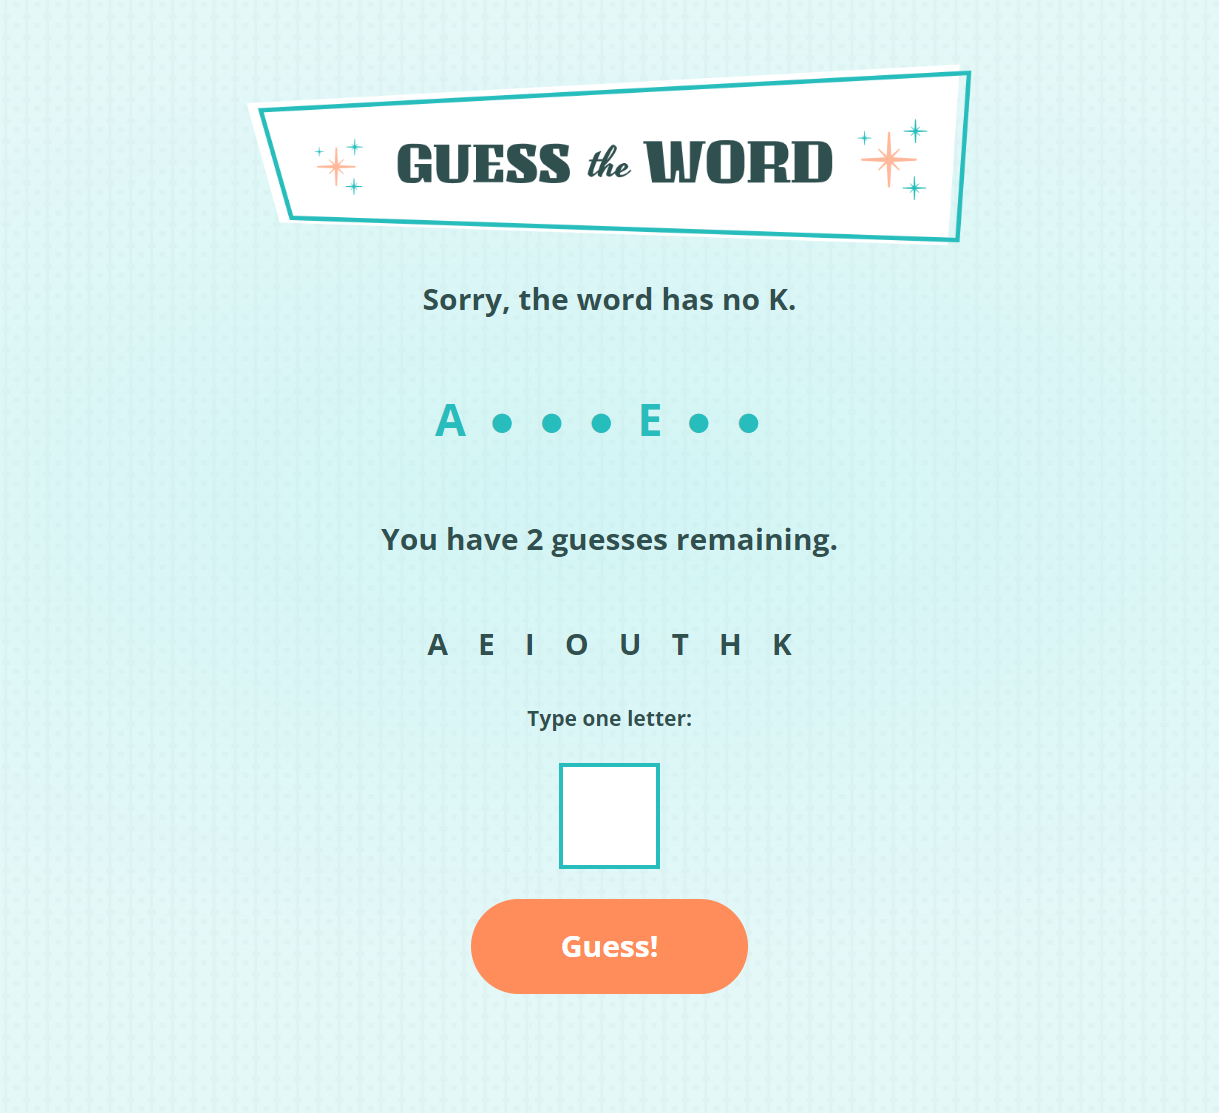 GUESS the WORD
Sorry, the word has no K.
A ● ● ● E ● ●
You have 2 guesses remaining.
A E I O U T H K
Type one letter:
Guess!